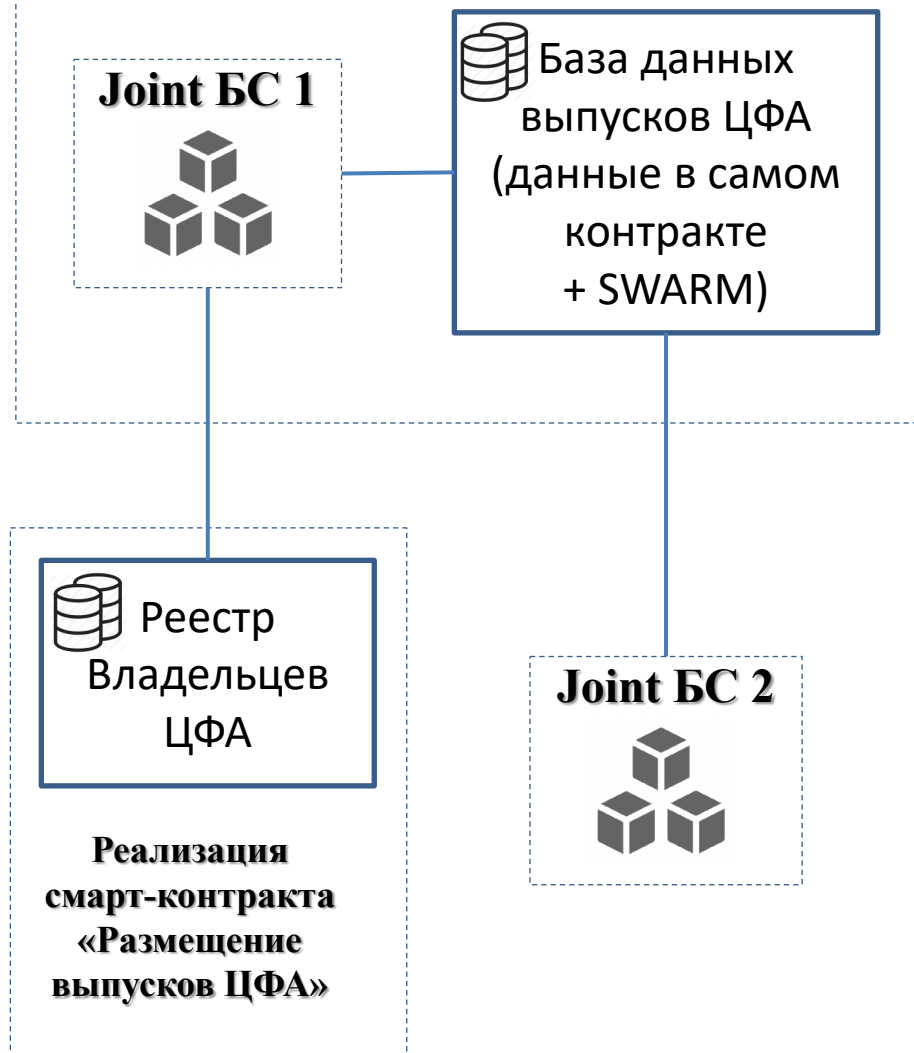 Joint БС 1
База данных
выпусков ЦФА
(данные в самом
контракте
+ SWARM)
Реестр
Владельцев
ЦФА
Joint БС 2
Реализация
смарт-контракта
«Размещение
выпусков ЦФА»